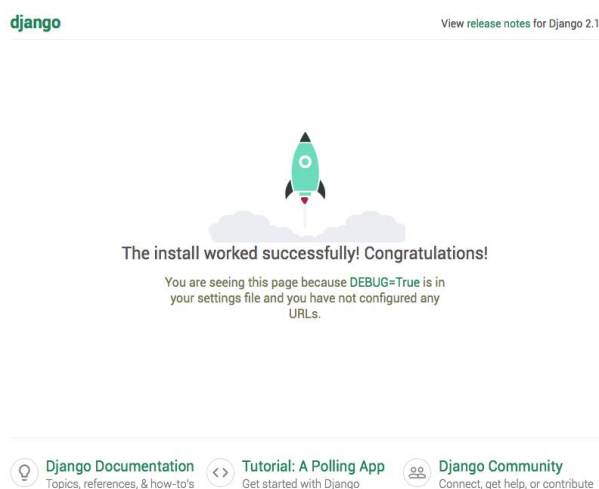 django
View release notes for Django 2.1
The install worked successfully! Congratulations!
You are seeing this page because DEBUG=True is in
your settings file and you have not configured any
URLs.
Django Documentation
Topics, references, & how-to's
Tutorial: A Polling App
Get started with Django
Django Community
Connect, get help, or contribute